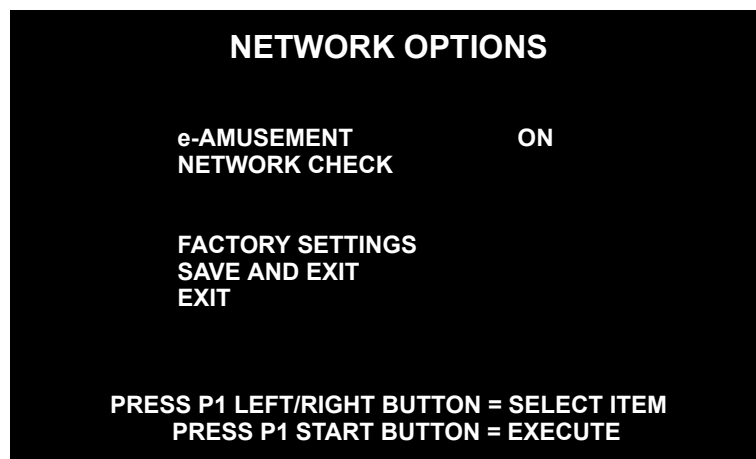 NETWORK OPTIONS
e-AMUSEMENT ON
NETWORK CHECK
FACTORY SETTINGS
SAVE AND EXIT
EXIT
PRESS P1 LEFT/RIGHT BUTTON = SELECT ITEM
PRESS P1 START BUTTON = EXECUTE